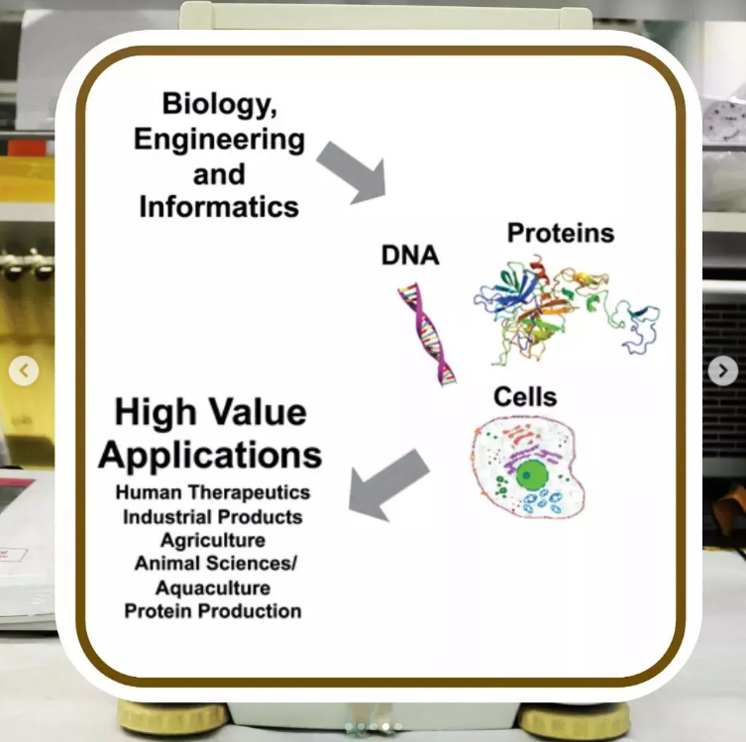 Biology,
Engineering
and
Informatics
DNA
Proteins
Cells
High Value
Applications
Human Therapeutics
Industrial Products
Agriculture
Animal Sciences/
Aquaculture
Protein Production